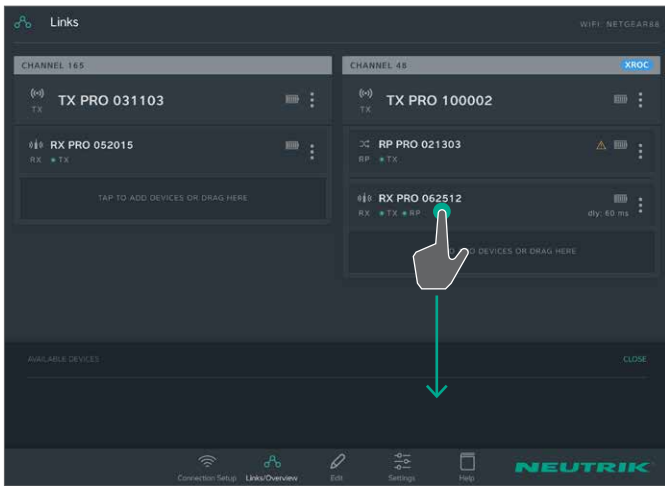 Links
WIFI: NETGEAR88
CHANNEL 165
TX PRO 031103
TX
RX PRO 052015
RX TX
TAP TO ADD DEVICES OR DRAG HERE
CHANNEL 48
XROC
TX PRO 100002
TX
RP PRO 021303
RP TX
RX PRO 062512
RX TX RP
dly: 60 ms
ADD DEVICES OR DRAG HERE
AVAILABLE DEVICES
CLOSE
Connection Setup
Links/Overview
Edit
Settings
Help
NEUTRIK